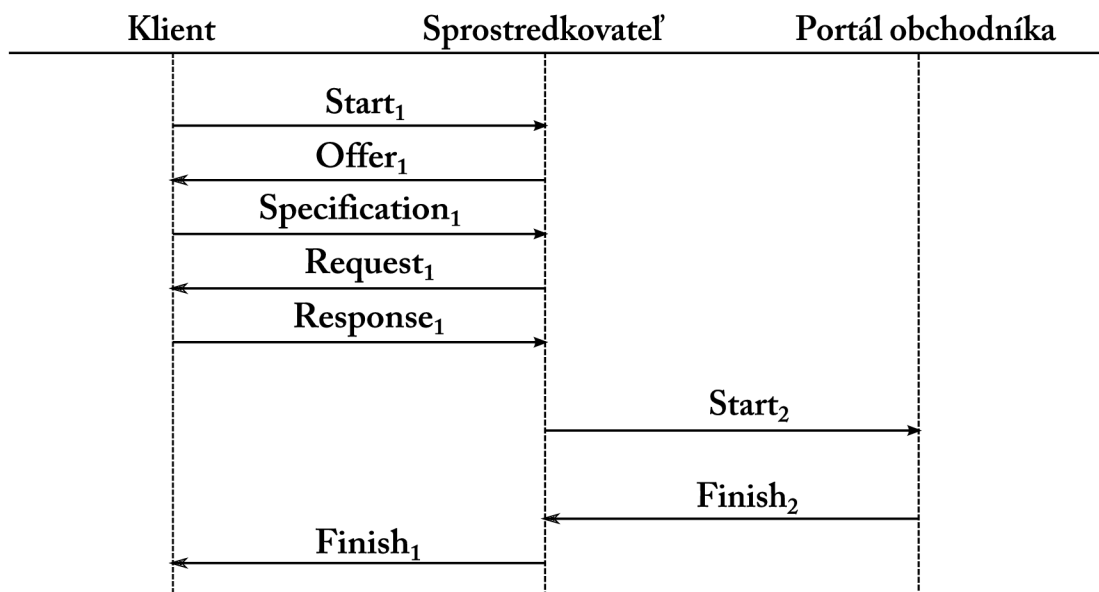 Klient Sprostredkovateľ Portál obchodníka
Start₁
Offer₁
Specification₁
Request₁
Response₁
Start₂
Finish₂
Finish₁